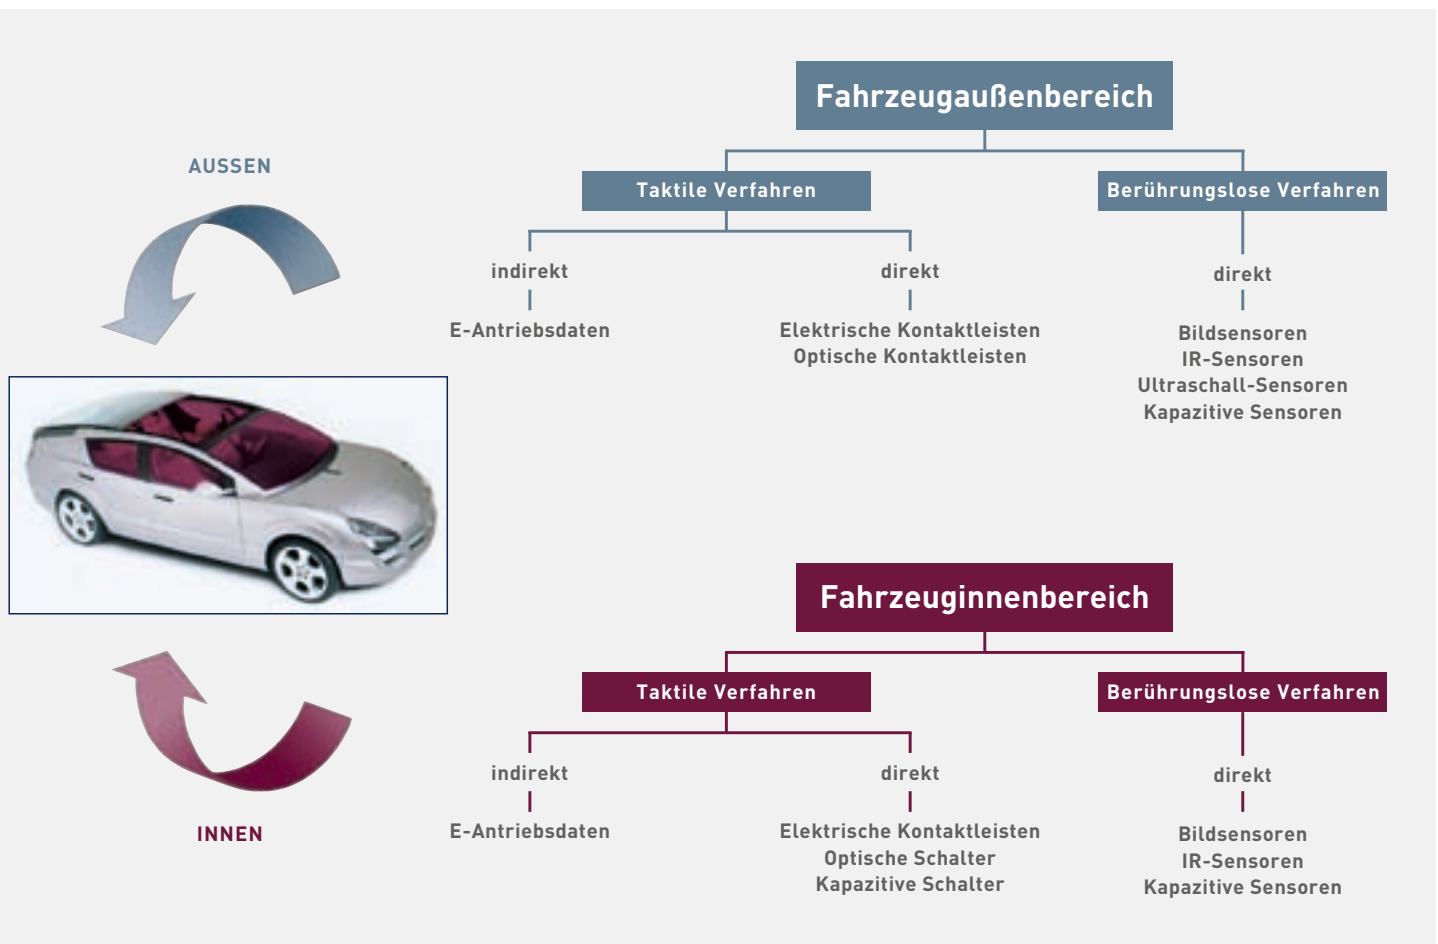 Fahrzeugaußenbereich
AUSSEN
Taktile Verfahren
Berührungslose Verfahren
indirekt
direkt
direkt
E-Antriebsdaten
Elektrische Kontaktleisten
Optische Kontaktleisten
Bildsensoren
IR-Sensoren
Ultraschall-Sensoren
Kapazitive Sensoren
Fahrzeuginnenbereich
Taktile Verfahren
Berührungslose Verfahren
indirekt
direkt
direkt
INNEN
E-Antriebsdaten
Elektrische Kontaktleisten
Optische Schalter
Kapazitive Schalter
Bildsensoren
IR-Sensoren
Kapazitive Sensoren